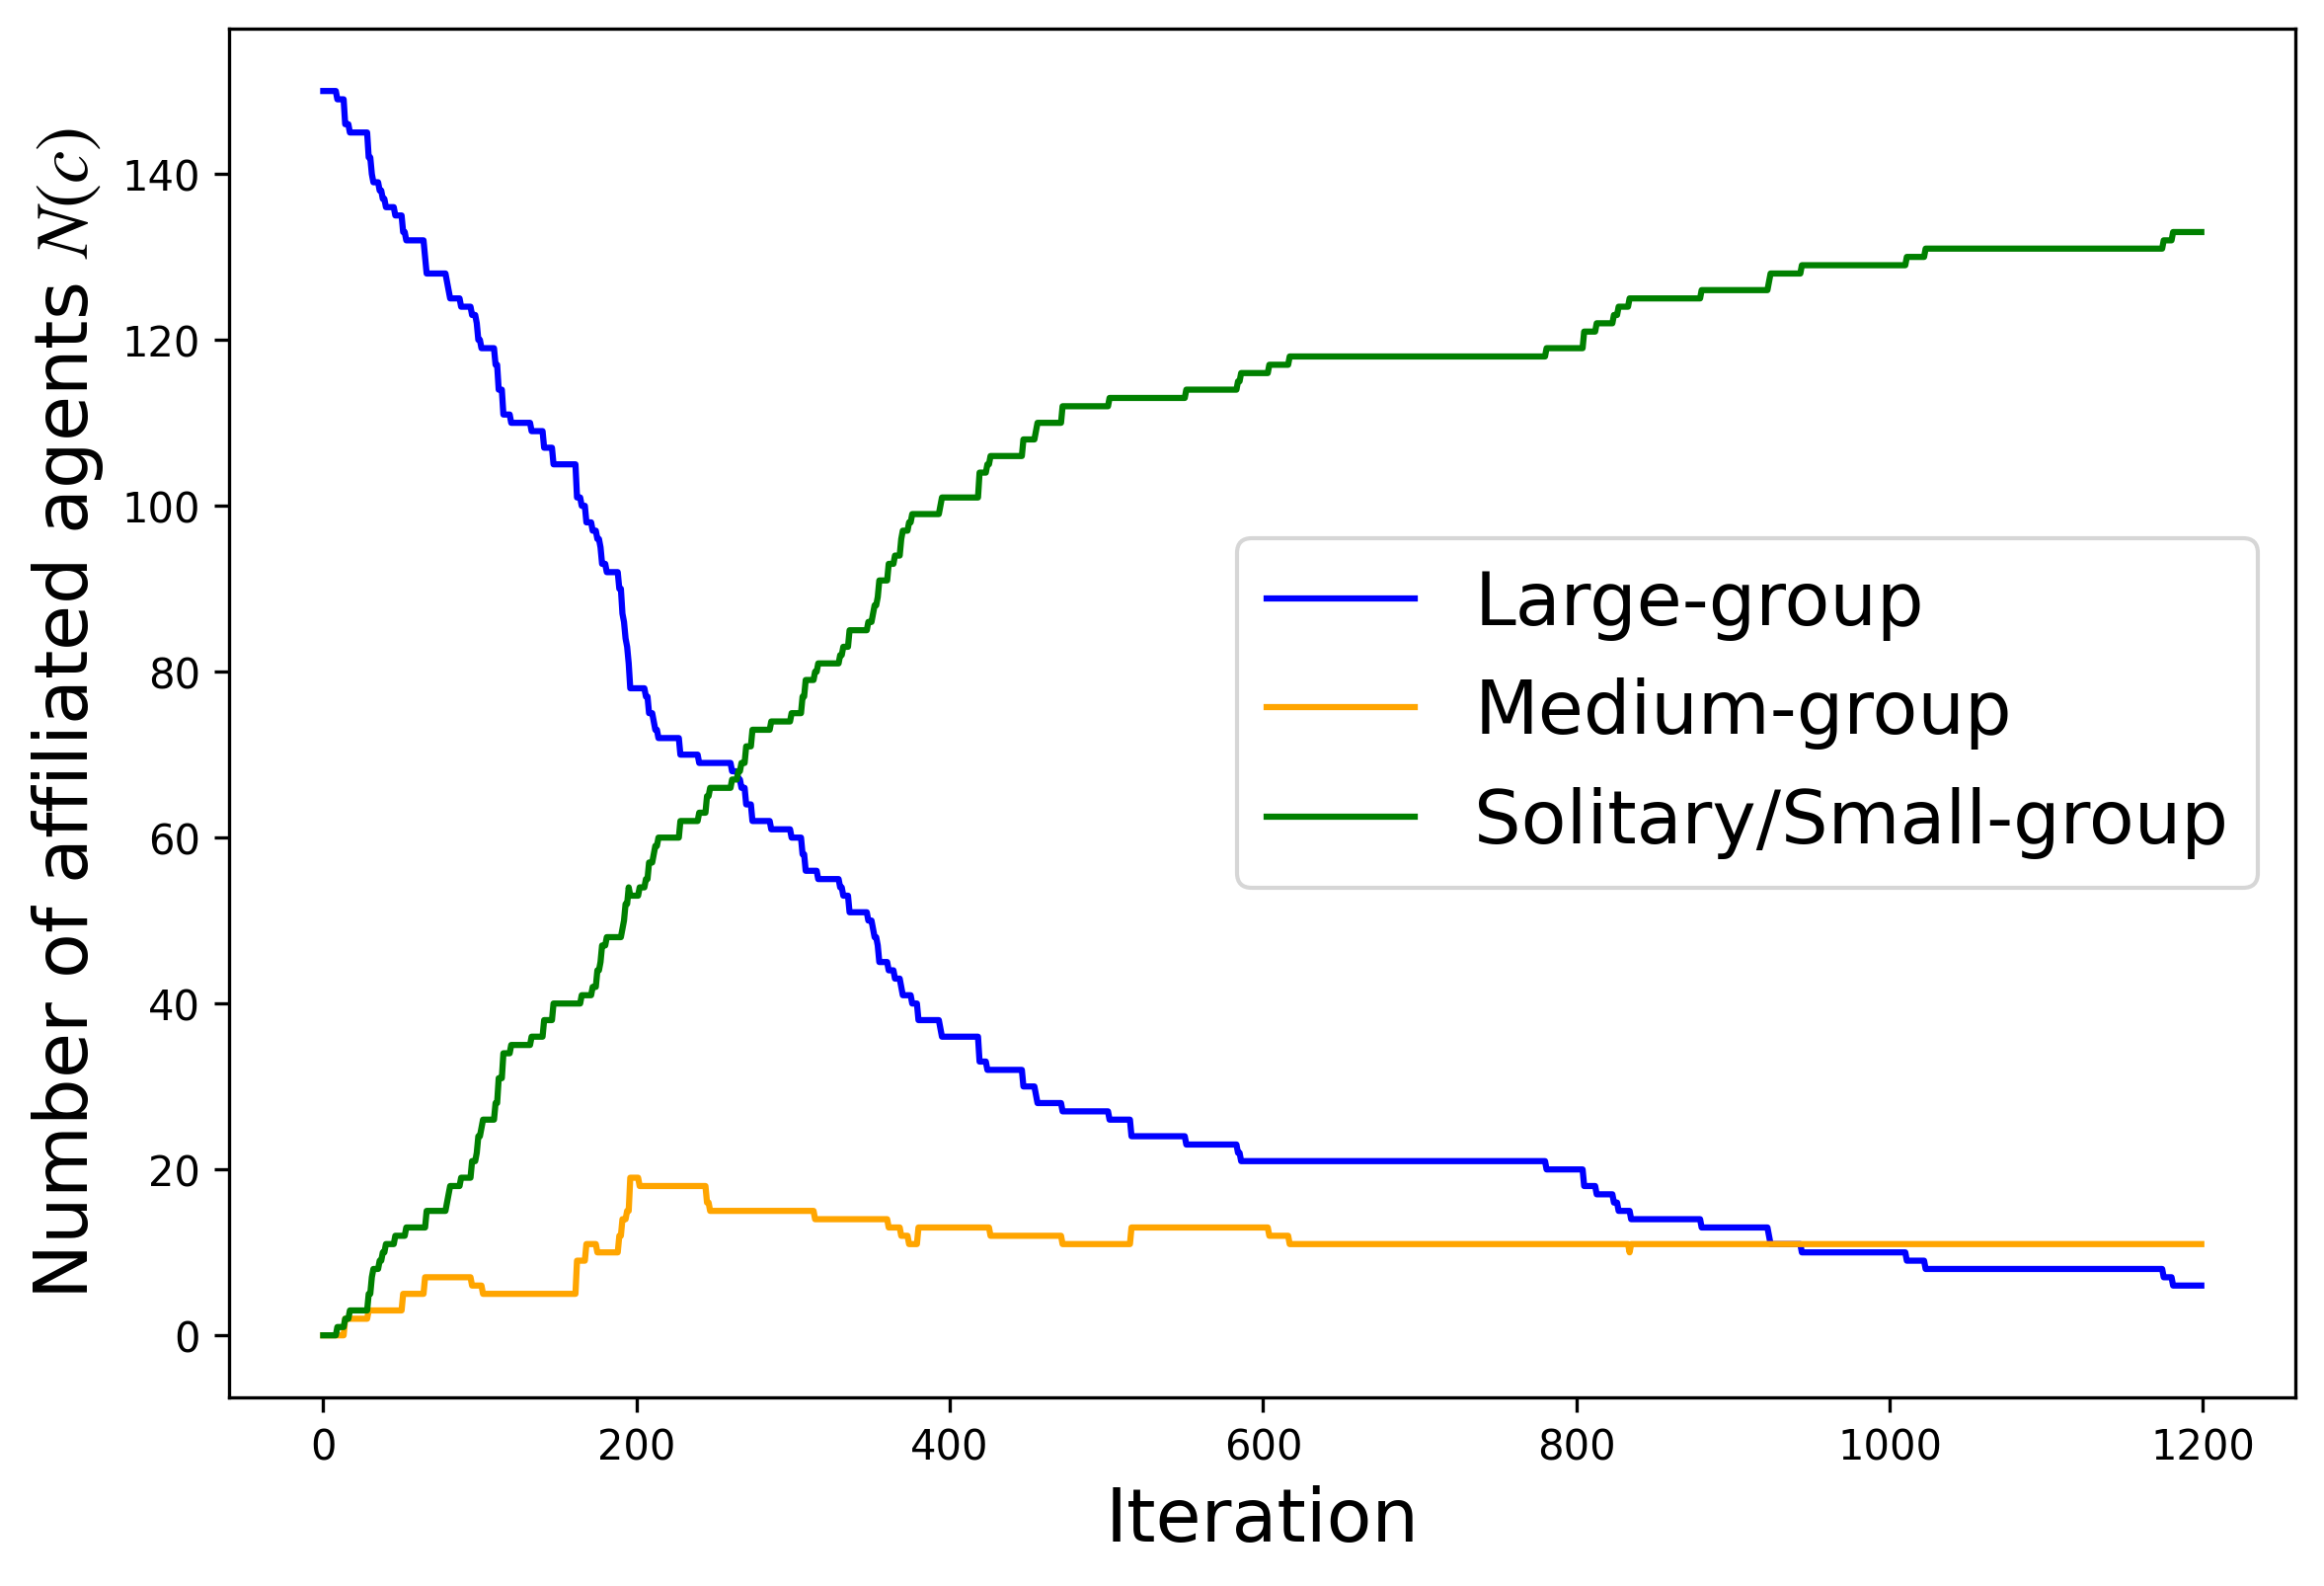 Number of affiliated agents N(c)
140
120
100
80
60
40
20
0
Large-group
Medium-group
Solitary/Small-group
0 200 400 600 800 1000 1200
Iteration